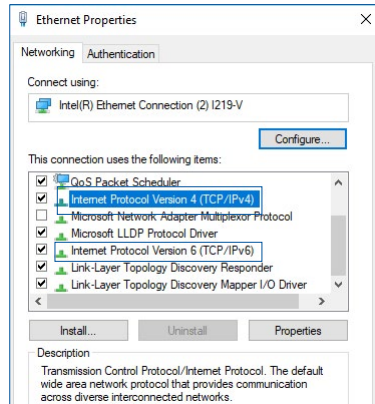 Ethernet Properties
Networking Authentication
Connect using:
Intel(R) Ethernet Connection (2) I219-V
Configure...
This connection uses the following items:
QoS Packet Scheduler
Internet Protocol Version 4 (TCP/IPv4)
Microsoft Network Adapter Multiplexor Protocol
Microsoft LLDP Protocol Driver
Internet Protocol Version 6 (TCP/IPv6)
Link-Layer Topology Discovery Responder
Link-Layer Topology Discovery Mapper I/O Driver
Install... Uninstall Properties
Description
Transmission Control Protocol/Internet Protocol. The default
wide area network protocol that provides communication
across diverse interconnected networks.